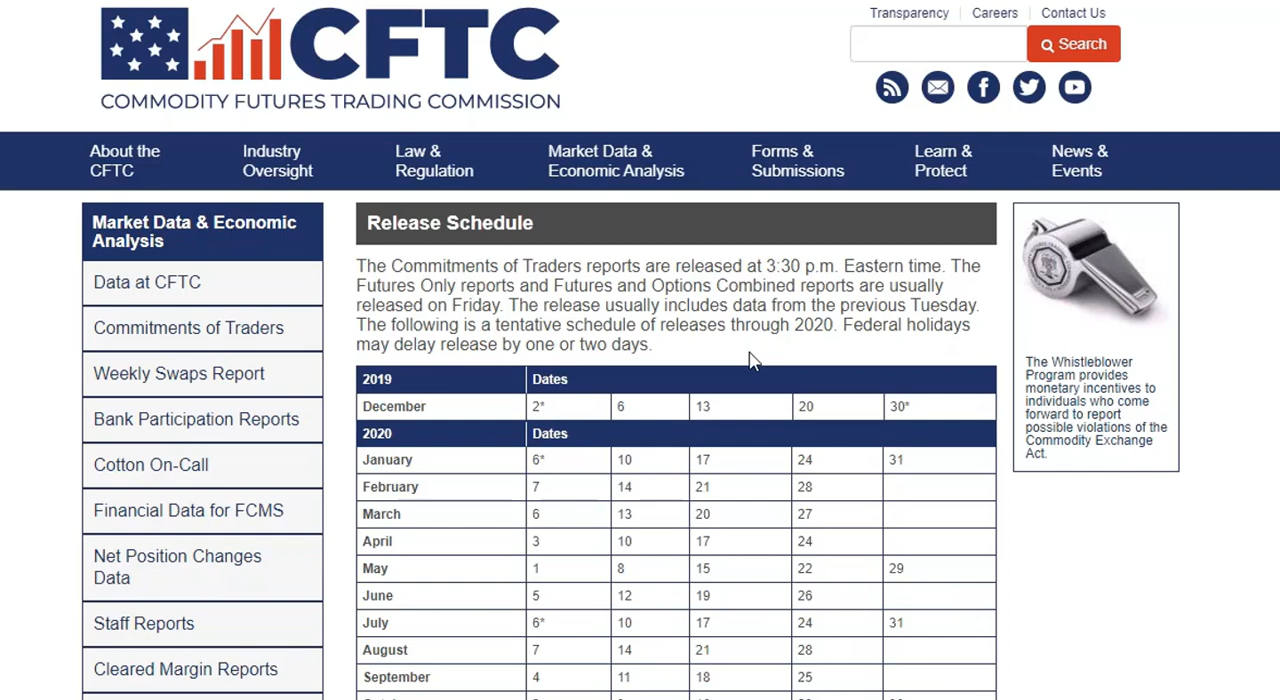 CFTC
COMMODITY FUTURES TRADING COMMISSION
Transparency
Careers
Contact Us
Search
About the
CFTC
Industry
Oversight
Law &
Regulation
Market Data &
Economic Analysis
Forms &
Submissions
Learn &
Protect
News &
Events
Market Data & Economic
Analysis
Data at CFTC
Commitments of Traders
Weekly Swaps Report
Bank Participation Reports
Cotton On-Call
Financial Data for FCMS
Net Position Changes
Data
Staff Reports
Cleared Margin Reports
Release Schedule
The Commitments of Traders reports are released at 3:30 p.m. Eastern time. The
Futures Only reports and Futures and Options Combined reports are usually
released on Friday. The release usually includes data from the previous Tuesday.
The following is a tentative schedule of releases through 2020. Federal holidays
may delay release by one or two days.
2019 Dates
December 2* 6 13 20 30*
2020 Dates
January 6* 10 17 24 31
February 7 14 21 28
March 6 13 20 27
April 3 10 17 24
May 1 8 15 22 29
June 5 12 19 26
July 6* 10 17 24 31
August 7 14 21 28
September 4 11 18 25
The Whistleblower
Program provides
monetary incentives to
individuals who come
forward to report
possible violations of the
Commodity Exchange
Act.